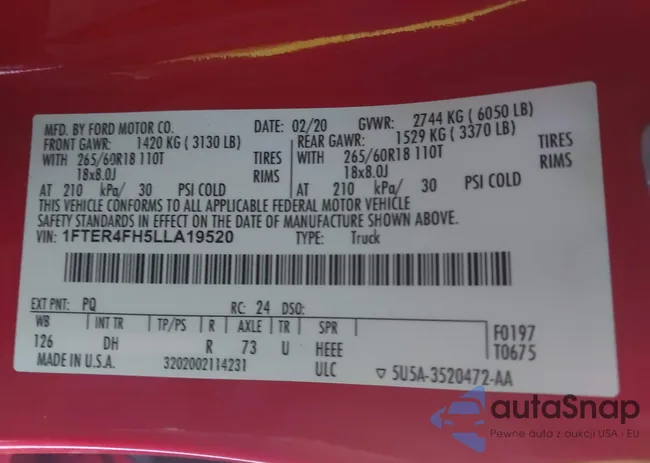 MFD. BY FORD MOTOR CO. DATE: 02/20 GVWR: 2744 KG ( 6050 LB)
FRONT GAWR: 1420 KG ( 3130 LB) REAR GAWR: 1529 KG ( 3370 LB)
WITH 265/60R18 110T TIRES WITH 265/60R18 110T TIRES
18x8.0J RIMS 18x8.0J RIMS
AT 210 kPa/ 30 PSI COLD AT 210 kPa/ 30 PSI COLD
THIS VEHICLE CONFORMS TO ALL APPLICABLE FEDERAL MOTOR VEHICLE
SAFETY STANDARDS IN EFFECT ON THE DATE OF MANUFACTURE SHOWN ABOVE.
VIN: 1FTER4FH5LLA19520 TYPE: Truck
EXT PNT: PQ RC: 24 DSO:
WB INT TR TP/PS R AXLE TR SPR F0197
126 DH R 73 U HEEE T0675
MADE IN U.S.A. 3202002114231 ULC ▽ 5U5A-3520472-AA
autaSnap
Pewne auta z aukcji USA - EU